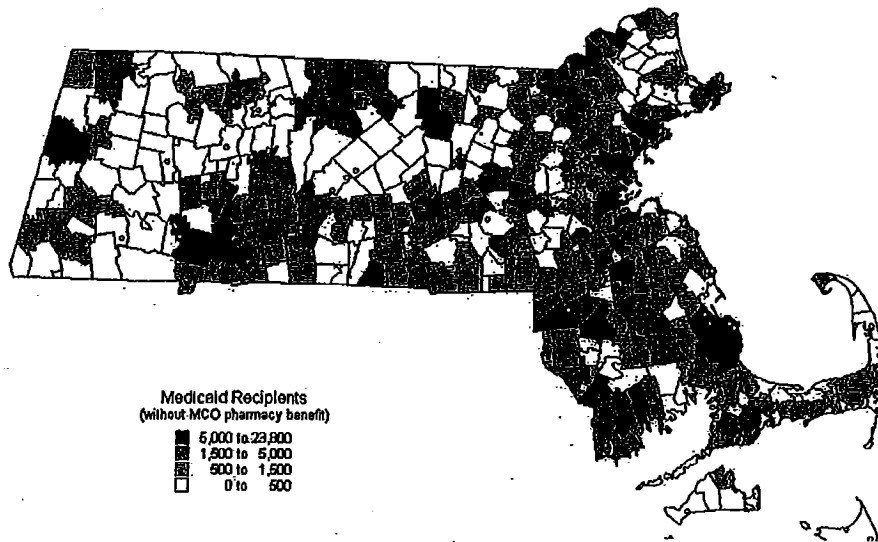 Medicaid Recipients
(without MCO pharmacy benefit)
5,000 to 23,800
1,500 to 5,000
500 to 1,500
0 to 500